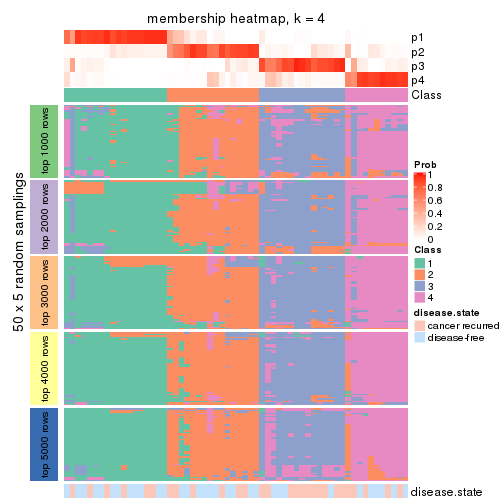 membership heatmap, k = 4
p1
p2
p3
p4
Class
50 x 5 random samplings
top 1000 rows
top 2000 rows
top 3000 rows
top 4000 rows
top 5000 rows
Prob
1
0.8
0.6
0.4
0.2
0
Class
1
2
3
4
disease.state
cancer recurred
disease-free
disease.state